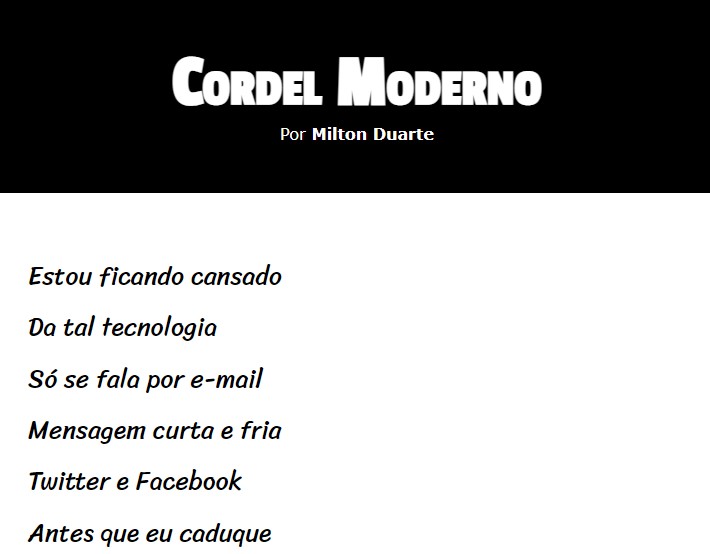 Cordel Moderno
Por Milton Duarte
Estou ficando cansado
Da tal tecnologia
Só se fala por e-mail
Mensagem curta e fria
Twitter e Facebook
Antes que eu caduque